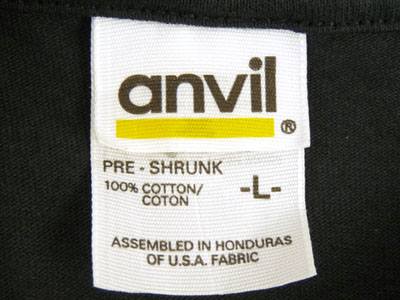 anvil
®
PRE - SHRUNK
100% COTTON/
COTON
-L-
ASSEMBLED IN HONDURAS
OF U.S.A. FABRIC